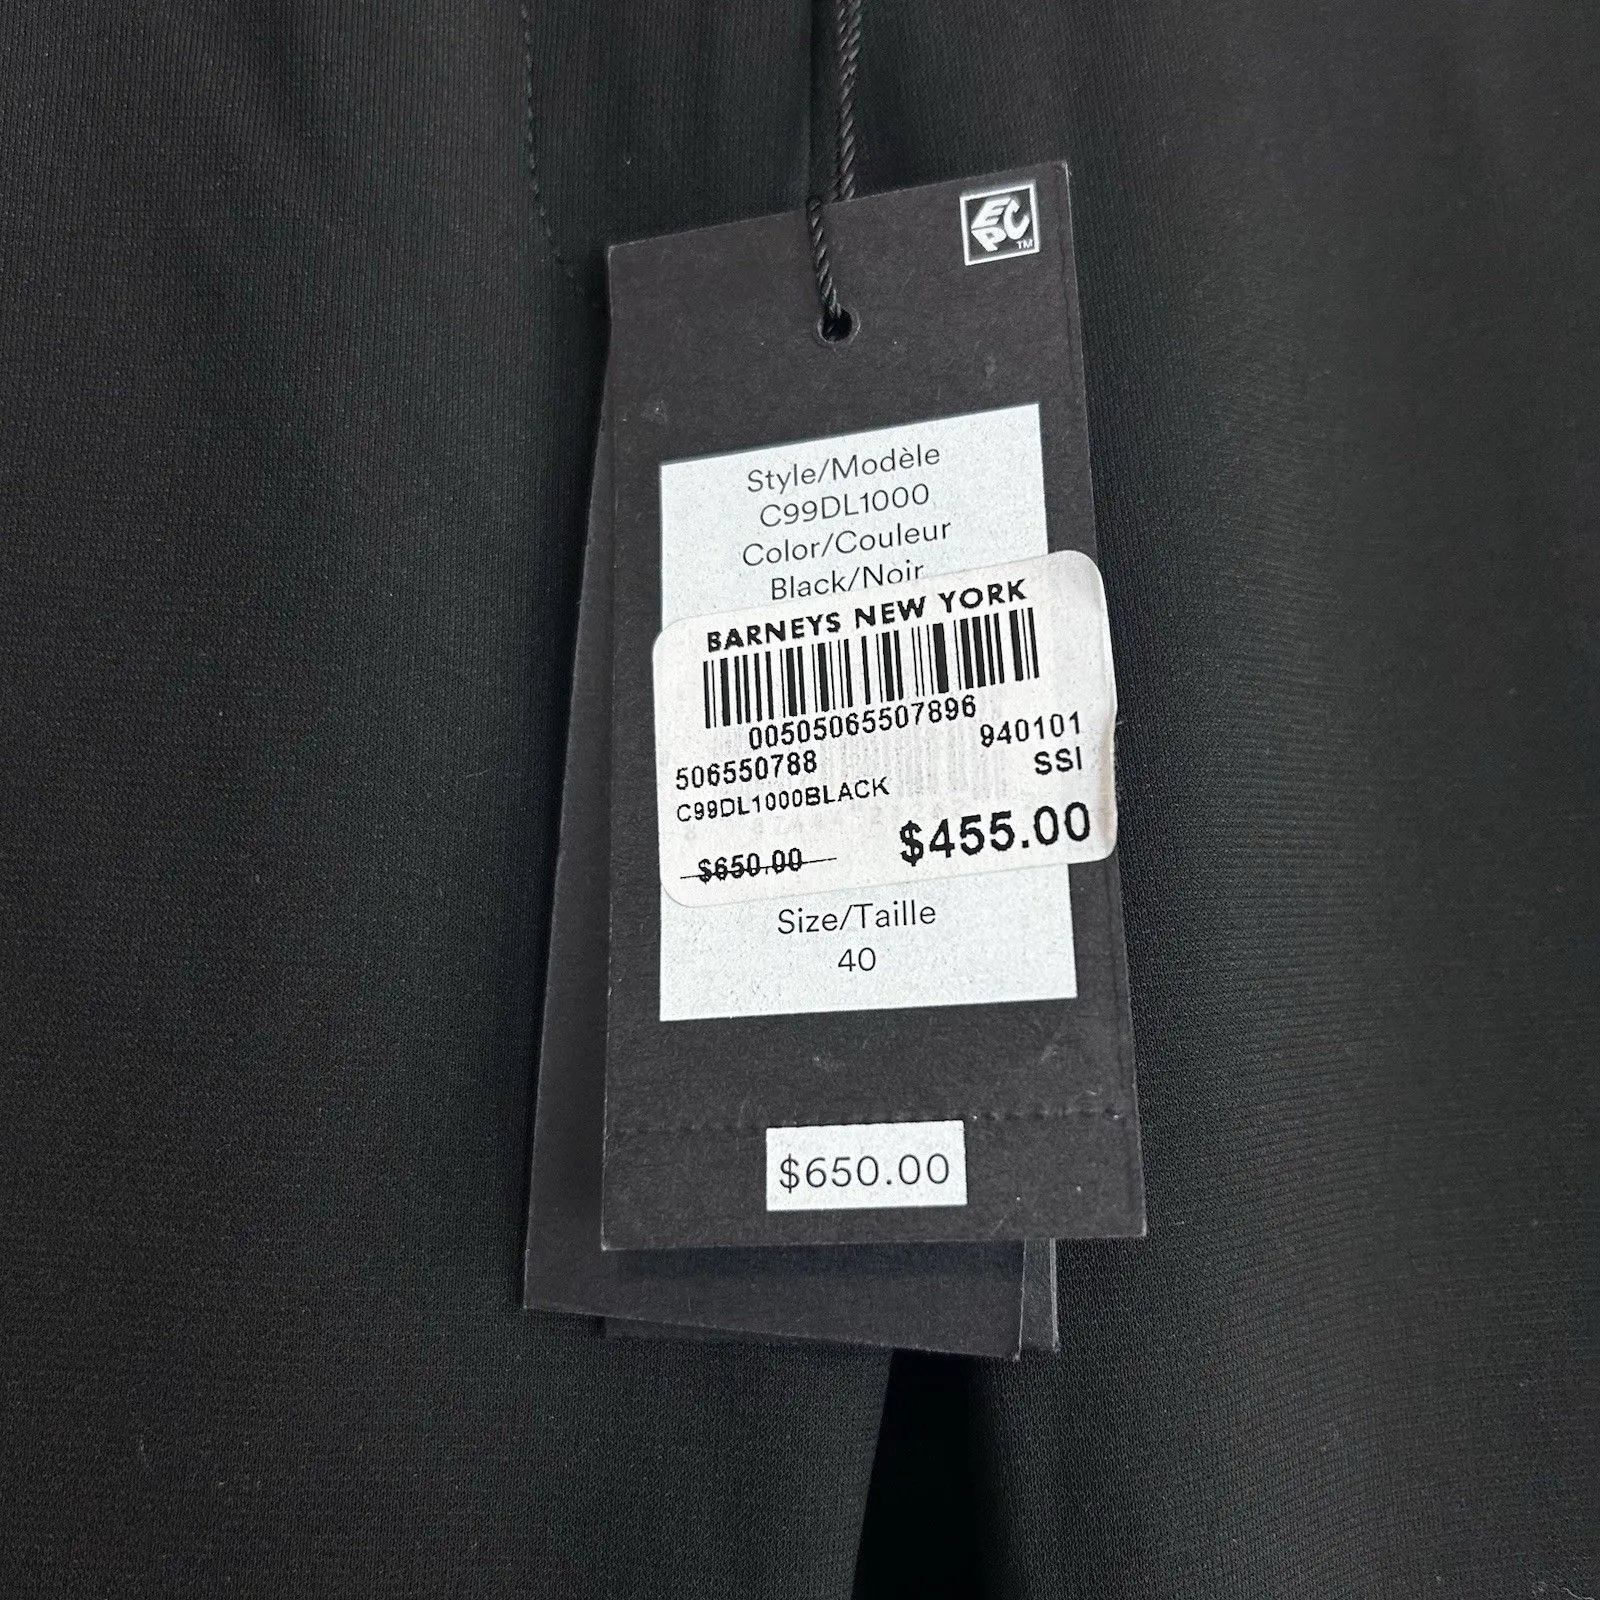 EPC™
Style/Modèle
C99DL1000
Color/Couleur
Black/Noir
BARNEYS NEW YORK
00505065507896
506550788 940101
C99DL1000BLACK SSI
$650.00 $455.00
Size/Taille
40
$650.00